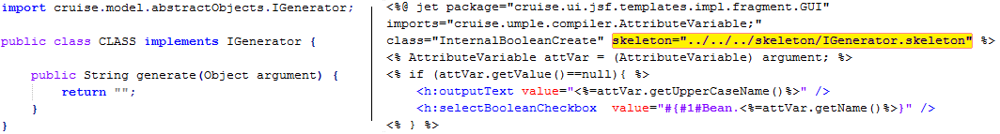 import cruise.model.abstractObjects.IGenerator;
public class CLASS implements IGenerator {
public String generate(Object argument) {
return "";
}
}
<%@ jet package="cruise.ui.jsf.templates.impl.fragment.GUI"
imports="cruise.umple.compiler.AttributeVariable;"
class="InternalBooleanCreate" skeleton="../../../skeleton/IGenerator.skeleton" %>
<% AttributeVariable attVar = (AttributeVariable) argument; %>
<% if (attVar.getValue()==null){ %>
<h:outputText value="<%=attVar.getUpperCaseName()%>" />
<h:selectBooleanCheckbox value="#{#1#Bean.<%=attVar.getName()%>}" />
<% } %>